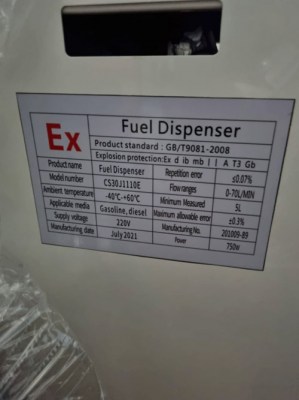 Ex
Fuel Dispenser
Product standard : GB/T9081-2008
Explosion protection:Ex d ib mb | | A T3 Gb
Product name Fuel Dispenser Repetition error ≤0.07%
Model number CS30J1110E Flow ranges 0-70L/MIN
Ambient temperature -40℃~+60℃ Minimum Measured 5L
Applicable media Gasoline, diesel Maximum allowable error ±0.3%
Supply voltage 220V Manufacturing No. 201009-89
Manufacturing date July 2021 Power 750W